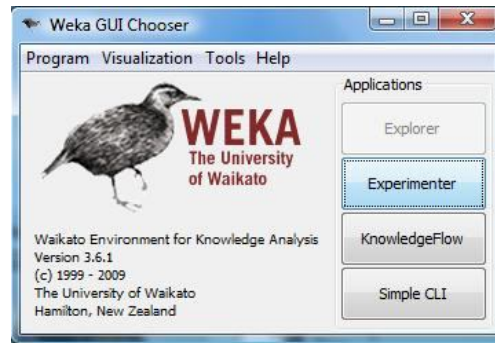 Weka GUI Chooser
Program Visualization Tools Help
WEKA
The University
of Waikato
Waikato Environment for Knowledge Analysis
Version 3.6.1
(c) 1999 - 2009
The University of Waikato
Hamilton, New Zealand
Applications
Explorer
Experimenter
KnowledgeFlow
Simple CLI